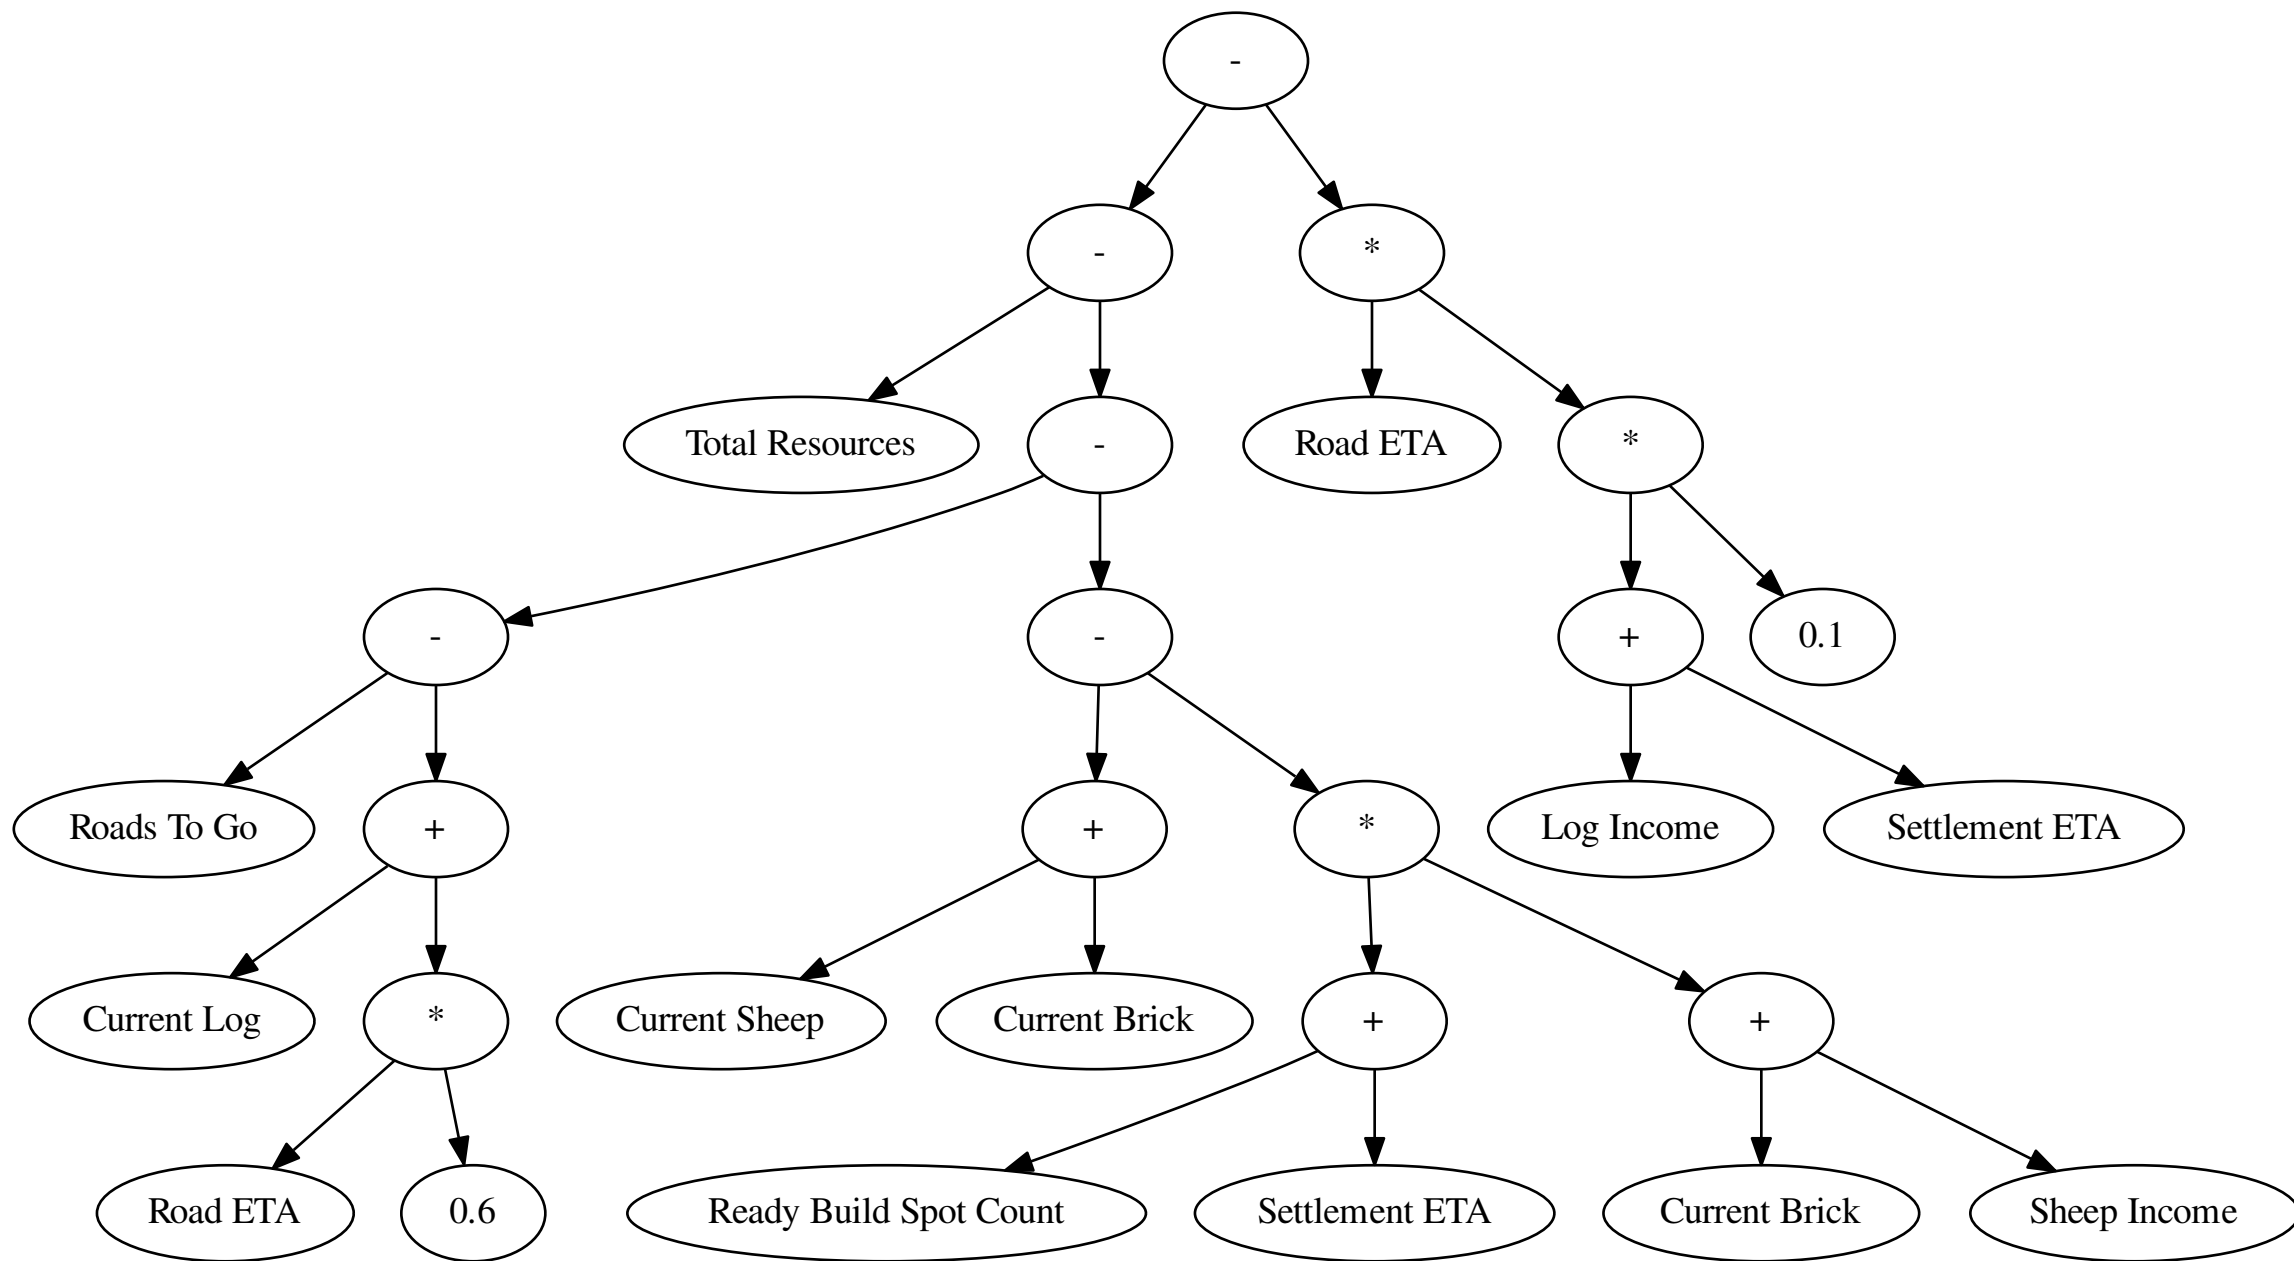 -
-
*
Total Resources
-
Road ETA
*
-
-
+
0.1
Roads To Go
+
+
*
Log Income
Settlement ETA
Current Log
*
Current Sheep
Current Brick
+
+
Road ETA
0.6
Ready Build Spot Count
Settlement ETA
Current Brick
Sheep Income